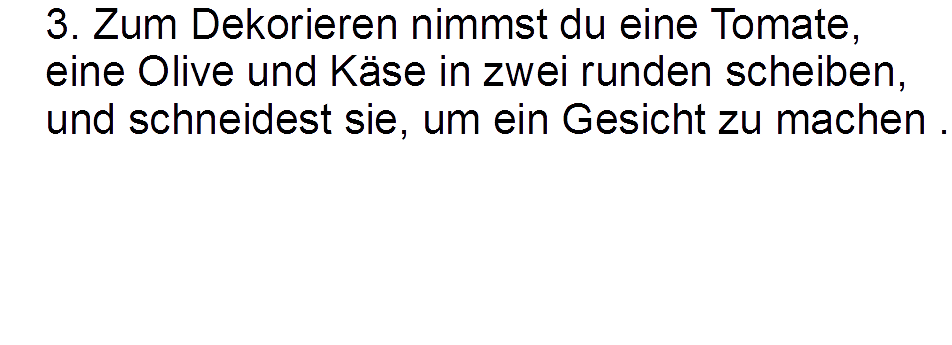 3. Zum Dekorieren nimmst du eine Tomate,
eine Olive und Käse in zwei runden scheiben,
und schneidest sie, um ein Gesicht zu machen .